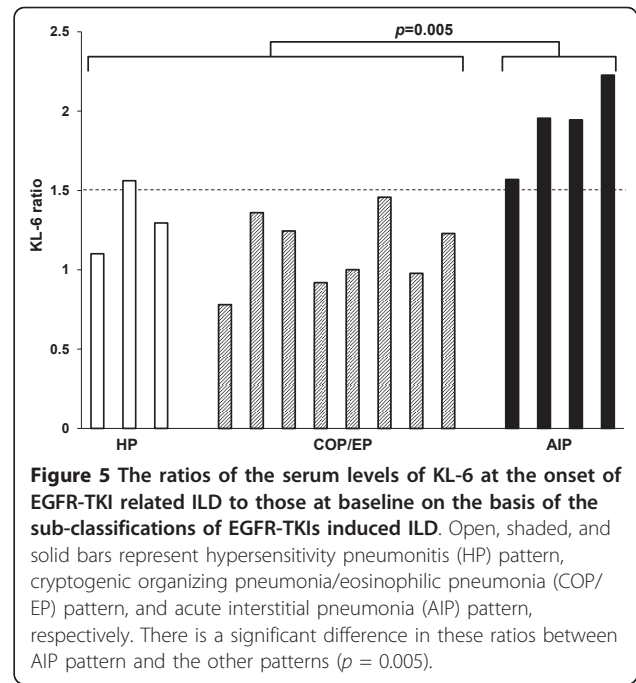 2.5
p=0.005
2
1.5
KL-6 ratio
1
0.5
0
HP COP/EP AIP
Figure 5 The ratios of the serum levels of KL-6 at the onset of
EGFR-TKI related ILD to those at baseline on the basis of the
sub-classifications of EGFR-TKIs induced ILD. Open, shaded, and
solid bars represent hypersensitivity pneumonitis (HP) pattern,
cryptogenic organizing pneumonia/eosinophilic pneumonia (COP/
EP) pattern, and acute interstitial pneumonia (AIP) pattern,
respectively. There is a significant difference in these ratios between
AIP pattern and the other patterns (p = 0.005).